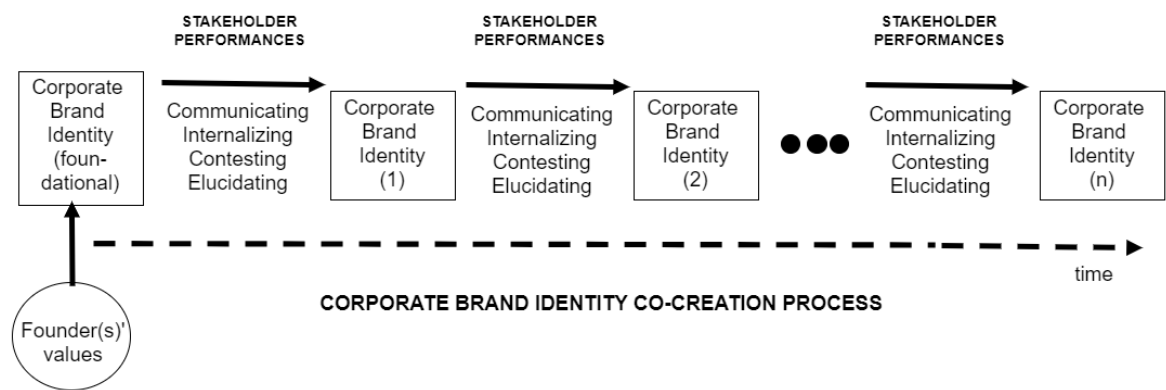 STAKEHOLDER
PERFORMANCES
STAKEHOLDER
PERFORMANCES
STAKEHOLDER
PERFORMANCES
Corporate
Brand
Identity
(foun-
dational)
Communicating
Internalizing
Contesting
Elucidating
Corporate
Brand
Identity
(1)
Communicating
Internalizing
Contesting
Elucidating
Corporate
Brand
Identity
(2)
Communicating
Internalizing
Contesting
Elucidating
Corporate
Brand
Identity
(n)
time
CORPORATE BRAND IDENTITY CO-CREATION PROCESS
Founder(s)'
values